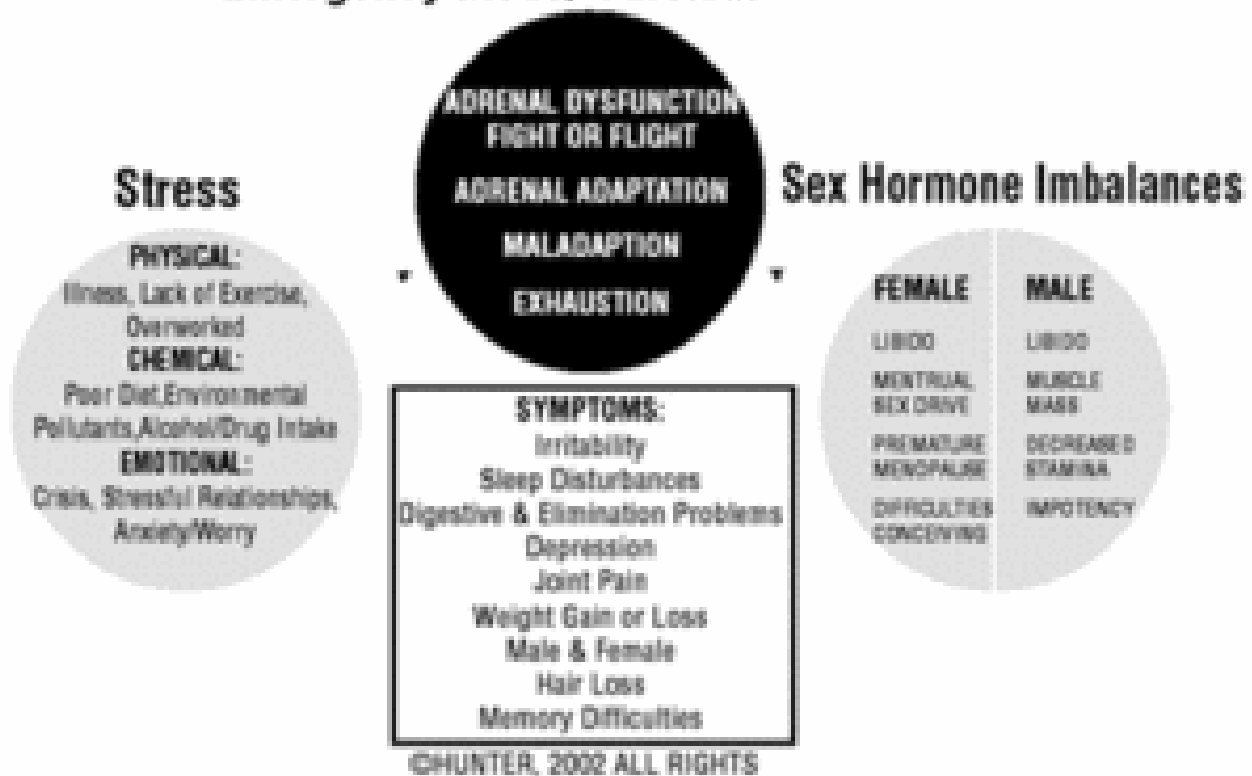 ADRENAL DYSFUNCTION
FIGHT OR FLIGHT
ADRENAL ADAPTATION
MALADAPTION
EXHAUSTION
Stress
PHYSICAL:
Illness, Lack of Exercise,
Overworked
CHEMICAL:
Poor Diet,Environmental
Pollutants,Alcohol/Drug Intake
EMOTIONAL:
Crisis, Stressful Relationships,
Anxiety/Worry
SYMPTOMS:
Irritability
Sleep Disturbances
Digestive & Elimination Problems
Depression
Joint Pain
Weight Gain or Loss
Male & Female
Hair Loss
Memory Difficulties
Sex Hormone Imbalances
FEMALE
LIBIDO
MENTRUAL
SEX DRIVE
PREMATURE
MENOPAUSE
DIFFICULTIES
CONCEIVING
MALE
LIBIDO
MUSCLE
MASS
DECREASED
STAMINA
IMPOTENCY
©HUNTER, 2002 ALL RIGHTS